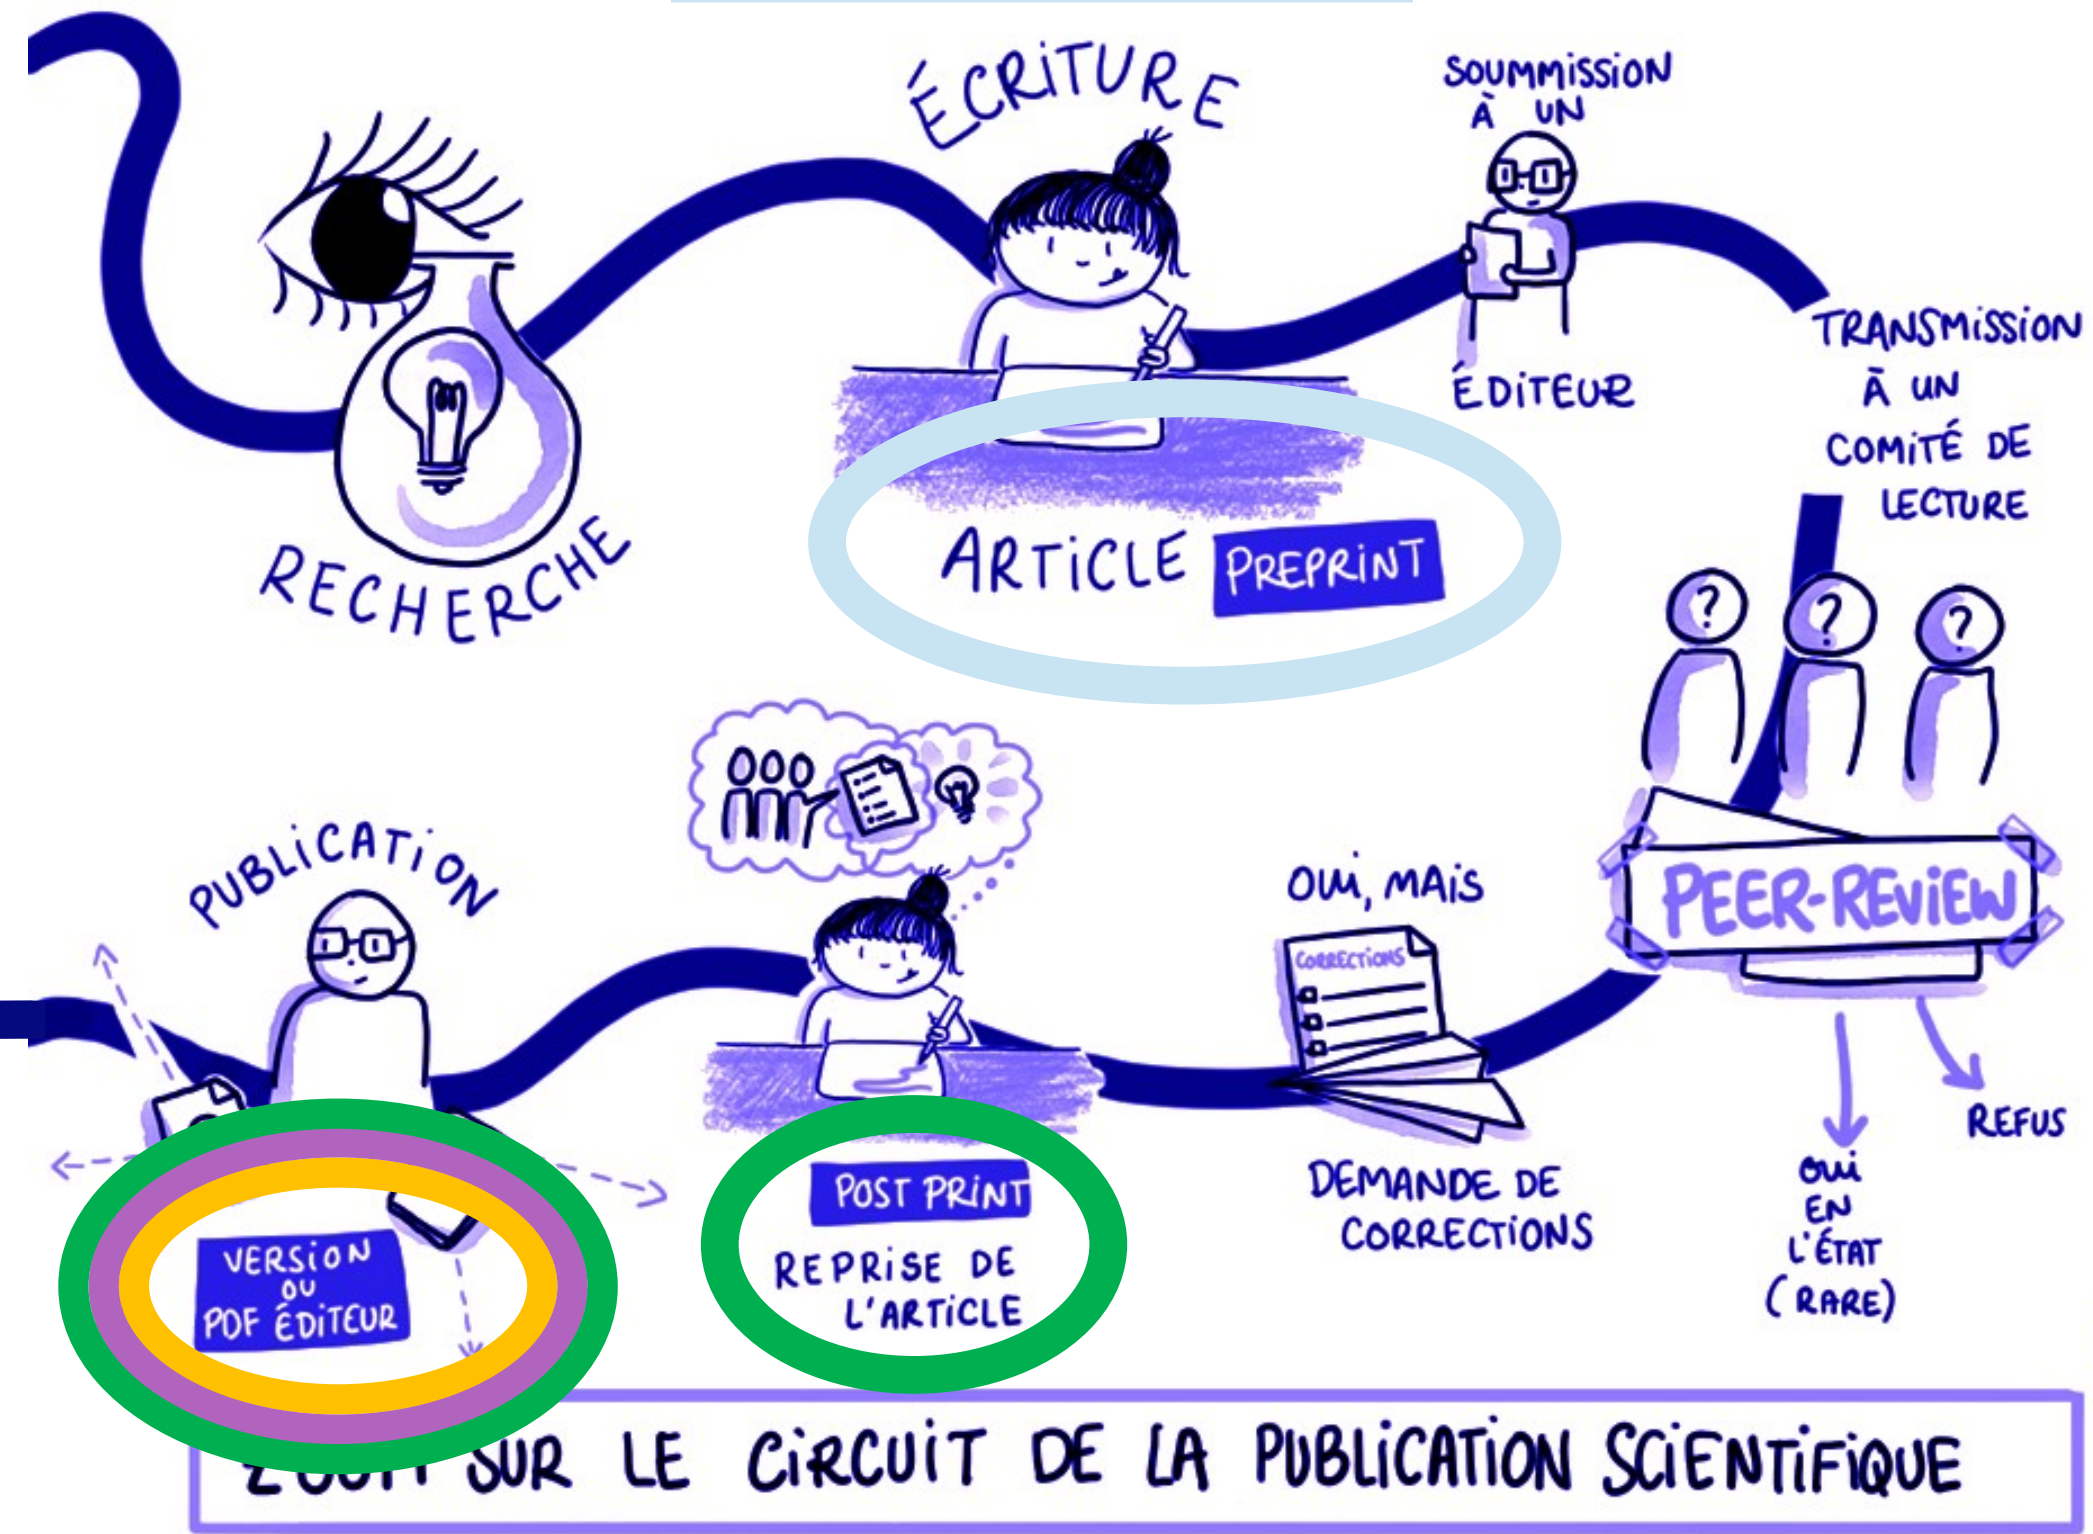 ÉCRITURE
SOUMMISSION
À UN
ÉDITEUR
TRANSMISSION
À UN
COMITÉ DE
LECTURE
RECHERCHE
ARTICLE PREPRINT
? ? ?
PEER-REVIEW
REFUS
OUI
EN
L'ÉTAT
(RARE)
OUI, MAIS
CORRECTIONS
DEMANDE DE
CORRECTIONS
POST PRINT
REPRISE DE
L'ARTICLE
PUBLICATION
VERSION
OU
PDF ÉDITEUR
ZOOM SUR LE CIRCUIT DE LA PUBLICATION SCIENTIFIQUE